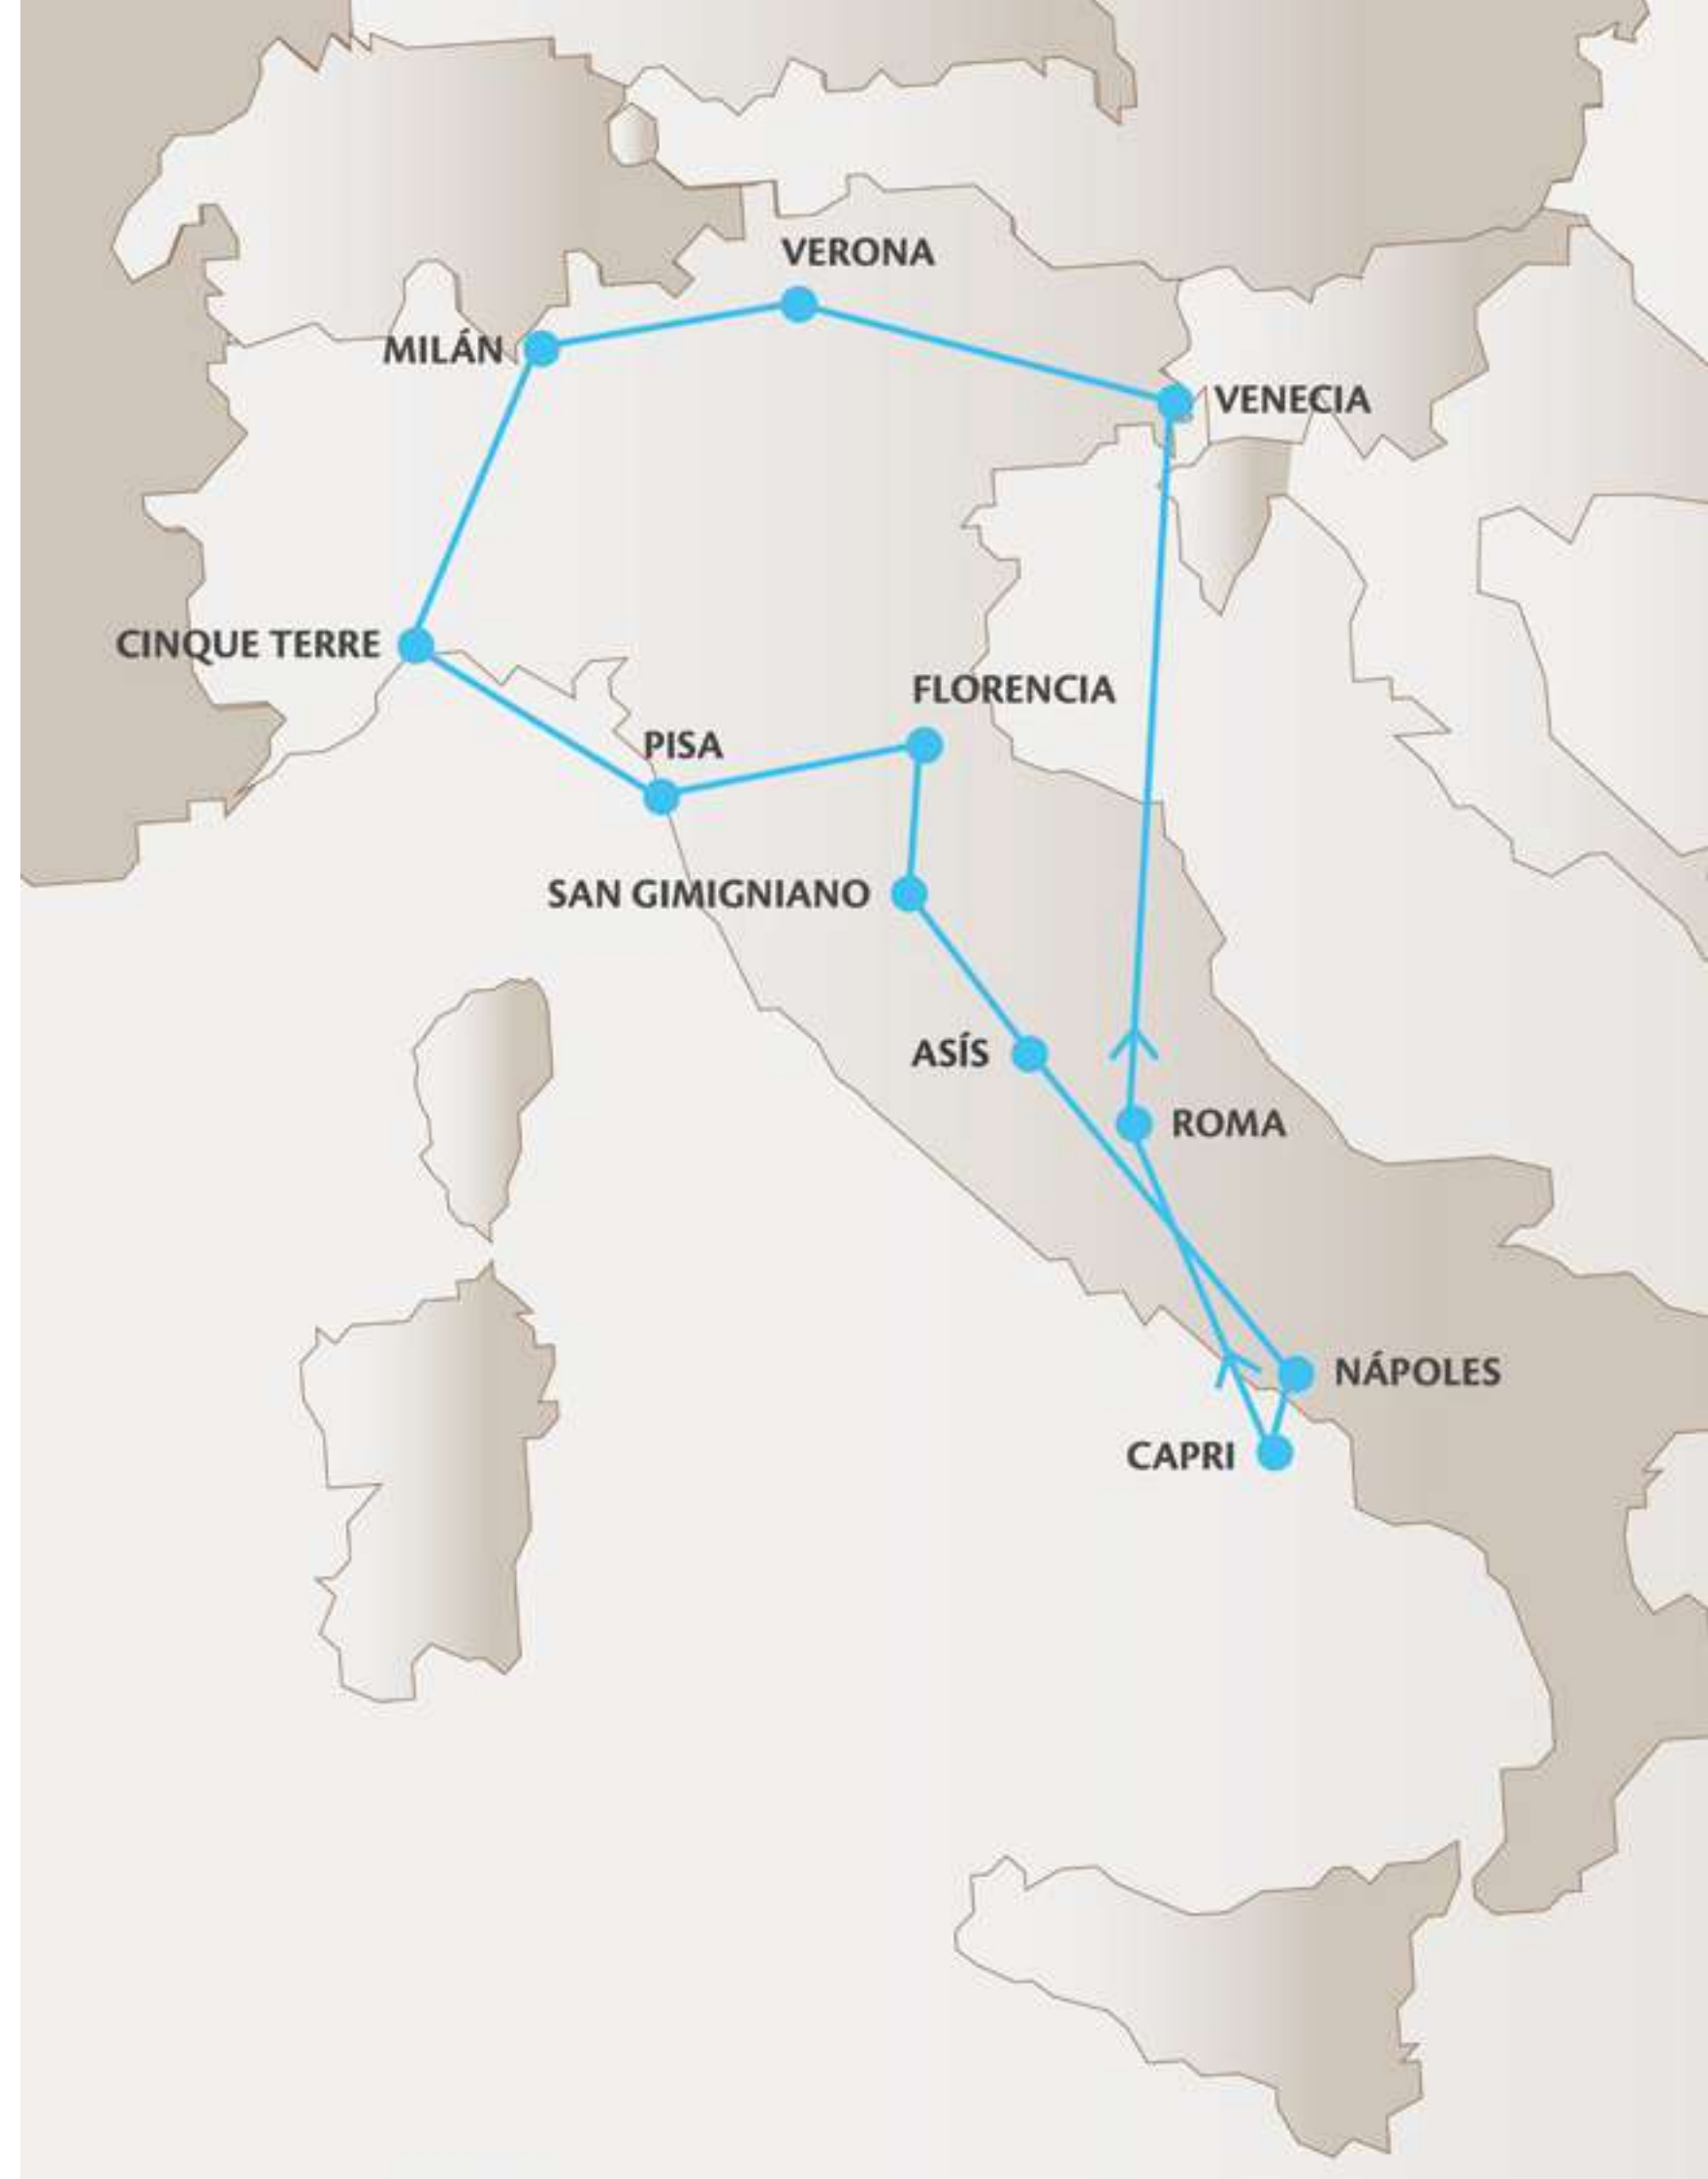 VERONA
MILÁN
VENECIA
CINQUE TERRE
FLORENCIA
PISA
SAN GIMIGNIANO
ASÍS
ROMA
NÁPOLES
CAPRI